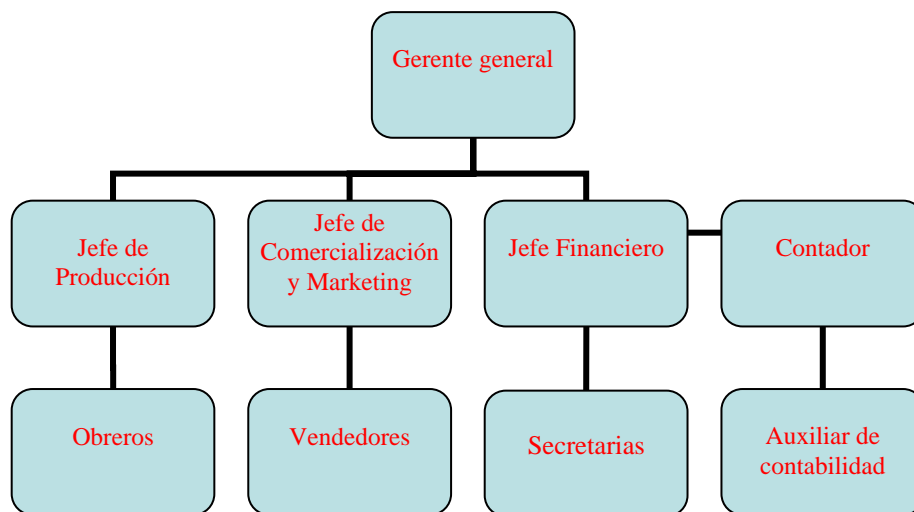 Gerente general
Jefe de
Producción
Jefe de
Comercialización
y Marketing
Jefe Financiero
Contador
Obreros
Vendedores
Secretarias
Auxiliar de
contabilidad